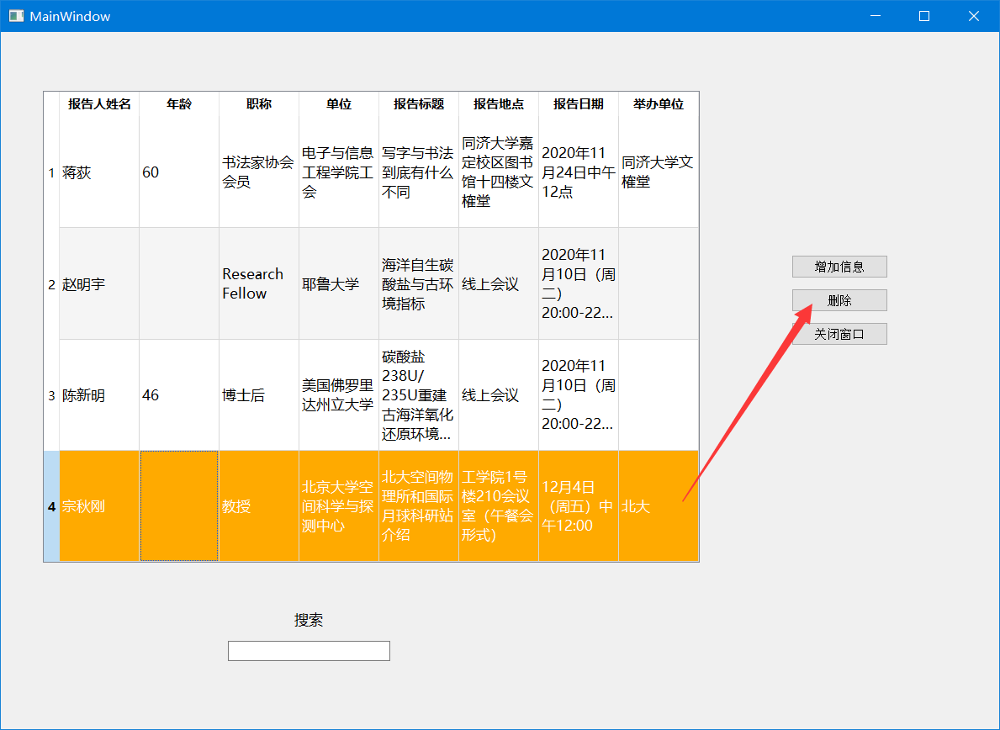 MainWindow
报告人姓名 年龄 职称 单位 报告标题 报告地点 报告日期 举办单位
1
蒋荻
60
书法家协会
会员
电子与信息
工程学院工
会
写字与书法
到底有什么
不同
同济大学嘉
定校区图书
馆十四楼文
榷堂
2020年11
月24日中午
12点
同济大学文
榷堂
2
赵明宇
Research
Fellow
耶鲁大学
海洋自生碳
酸盐与古环
境指标
线上会议
2020年11
月10日（周
二）
20:00-22...
3
陈新明
46
博士后
美国佛罗里
达州立大学
碳酸盐
238U/
235U重建
古海洋氧化
还原环境...
线上会议
2020年11
月10日（周
二）
20:00-22...
4
宗秋刚
教授
北京大学空
间科学与探
测中心
北大空间物
理所和国际
月球科研站
介绍
工学院1号
楼210会议
室（午餐会
形式）
12月4日
（周五）中
午12:00
北大
增加信息
删除
关闭窗口
搜索